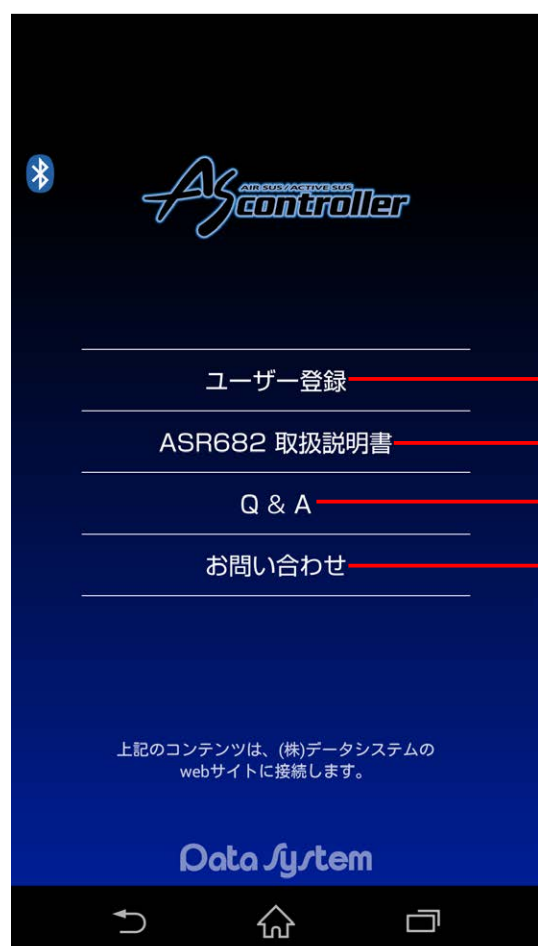 AIR SUS/ACTIVE SUS
AS controller
ユーザー登録
ASR682 取扱説明書
Q & A
お問い合わせ
上記のコンテンツは、(株)データシステムの
webサイトに接続します。
Data System